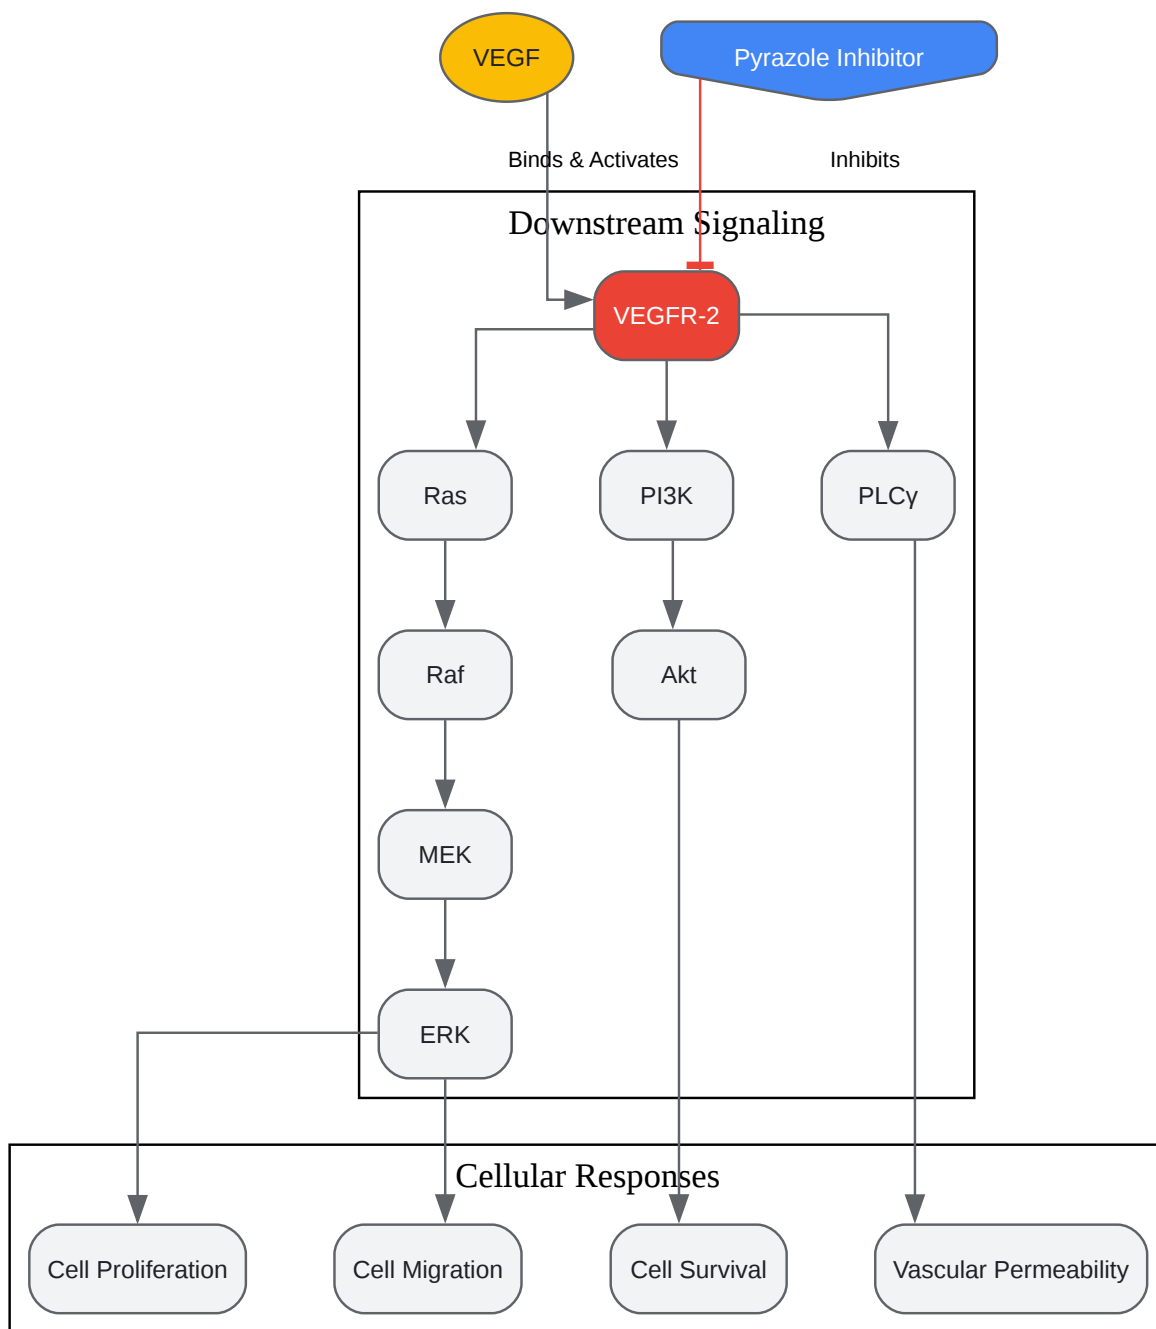 VEGF
Pyrazole Inhibitor
Binds & Activates
Inhibits
Downstream Signaling
VEGFR-2
Ras
PI3K
PLCγ
Raf
Akt
MEK
ERK
Cellular Responses
Cell Proliferation
Cell Migration
Cell Survival
Vascular Permeability